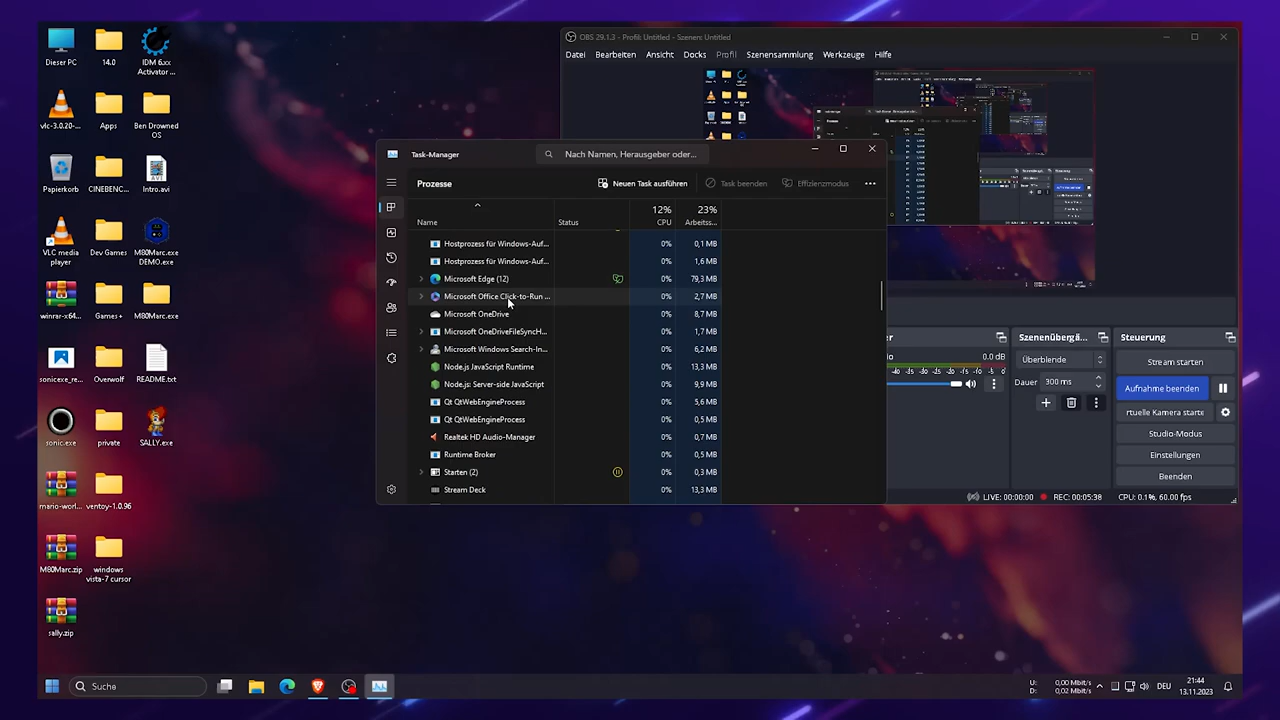 Dieser PC
14.0
IDM 6.xx
Activator ...
vlc-3.0.20-...
Apps
Ben Drowned
OS
Papierkorb
CINEBENC...
Intro.avi
VLC media
player
Dev Games
M80Marc.exe
DEMO.exe
winrar-x64...
Games+
M80Marc.exe
sonicexe_re...
Overwolf
README.txt
sonic.exe
private
SALLY.exe
mario-worl...
ventoy-1.0.96
M80Marc.zip
windows
vista-7 cursor
sally.zip
OBS 29.1.3 - Profil: Untitled - Szenen: Untitled
Datei Bearbeiten Ansicht Docks Profil Szenensammlung Werkzeuge Hilfe
Task-Manager
Nach Namen, Herausgeber oder...
Prozesse
Neuen Task ausführen
Task beenden
Effizienzmodus
Name
Status
12%
CPU
23%
Arbeitss...
Hostprozess für Windows-Auf... 0% 0,1 MB
Hostprozess für Windows-Auf... 0% 1,6 MB
Microsoft Edge (12) 0% 79,3 MB
Microsoft Office Click-to-Run ... 0% 2,7 MB
Microsoft OneDrive 0% 8,7 MB
Microsoft OneDriveFileSyncH... 0% 1,7 MB
Microsoft Windows Search-In... 0% 6,2 MB
Node.js JavaScript Runtime 0% 13,3 MB
Node.js: Server-side JavaScript 0% 9,9 MB
Qt QtWebEngineProcess 0% 5,6 MB
Qt QtWebEngineProcess 0% 0,5 MB
Realtek HD Audio-Manager 0% 0,7 MB
Runtime Broker 0% 0,5 MB
Starten (2) 0% 0,3 MB
Stream Deck 0% 13,3 MB
er
0.0 dB
Szenenübergä...
Überblende
Dauer 300 ms
Steuerung
Stream starten
Aufnahme beenden
rtuelle Kamera starte
Studio-Modus
Einstellungen
Beenden
LIVE: 00:00:00 REC: 00:05:38 CPU: 0.1%, 60.00 fps
Suche
U: 0,00 Mbit/s
D: 0,02 Mbit/s
DEU
21:44
13.11.2023